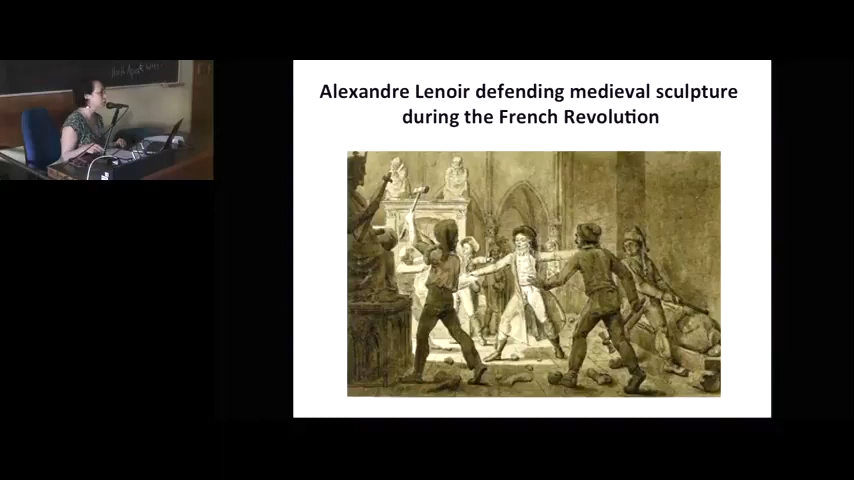 Alexandre Lenoir defending medieval sculpture
during the French Revolution